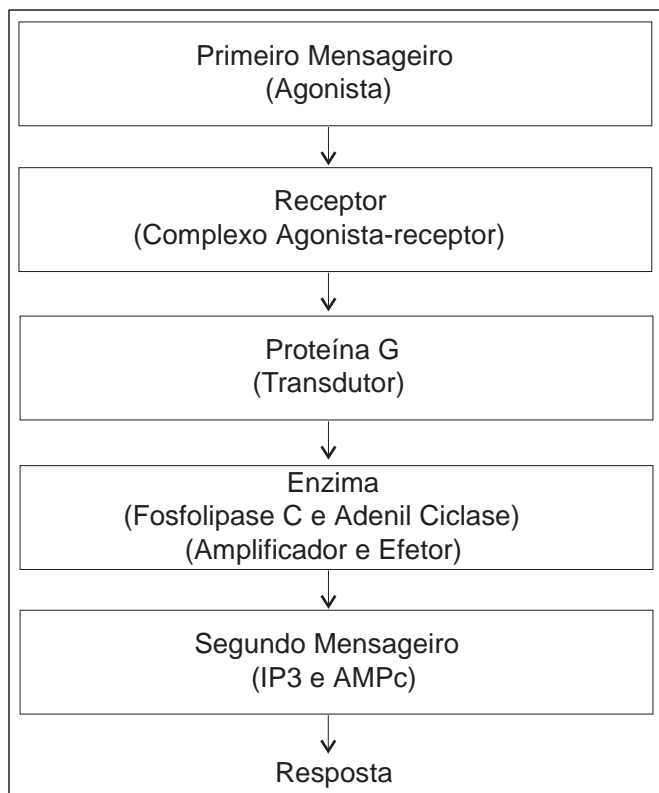 Primeiro Mensageiro
(Agonista)
Receptor
(Complexo Agonista-receptor)
Proteína G
(Transdutor)
Enzima
(Fosfolipase C e Adenil Ciclase)
(Amplificador e Efetor)
Segundo Mensageiro
(IP3 e AMPc)
Resposta